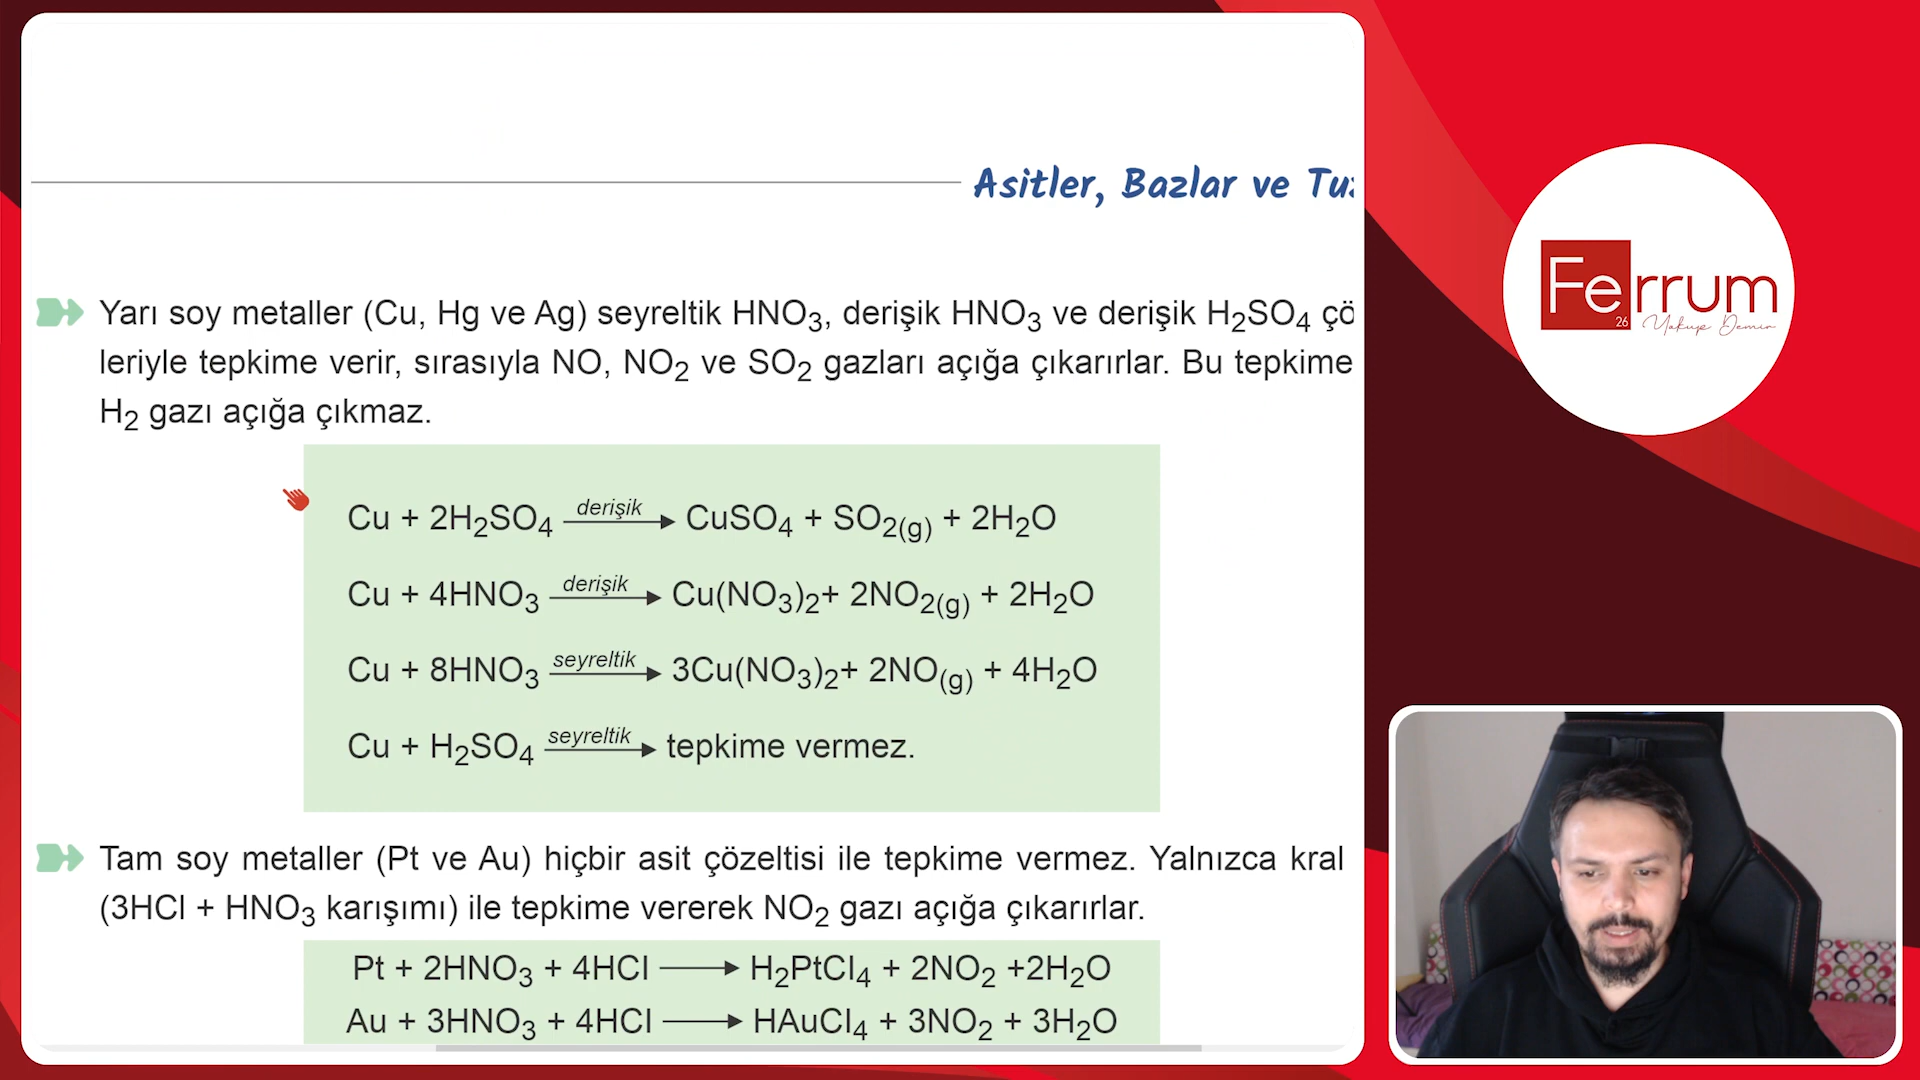 Asitler, Bazlar ve Tu
Yarı soy metaller (Cu, Hg ve Ag) seyreltik HNO₃, derişik HNO₃ ve derişik H₂SO₄ çö
leriyle tepkime verir, sırasıyla NO, NO₂ ve SO₂ gazları açığa çıkarırlar. Bu tepkime
H₂ gazı açığa çıkmaz.
Cu + 2H₂SO₄ derişik → CuSO₄ + SO₂(g) + 2H₂O
Cu + 4HNO₃ derişik → Cu(NO₃)₂+ 2NO₂(g) + 2H₂O
Cu + 8HNO₃ seyreltik → 3Cu(NO₃)₂+ 2NO(g) + 4H₂O
Cu + H₂SO₄ seyreltik → tepkime vermez.
Tam soy metaller (Pt ve Au) hiçbir asit çözeltisi ile tepkime vermez. Yalnızca kral
(3HCl + HNO₃ karışımı) ile tepkime vererek NO₂ gazı açığa çıkarırlar.
Pt + 2HNO₃ + 4HCl → H₂PtCl₄ + 2NO₂ +2H₂O
Au + 3HNO₃ + 4HCl → HAuCl₄ + 3NO₂ + 3H₂O
Ferrum
26
Yakup Demir